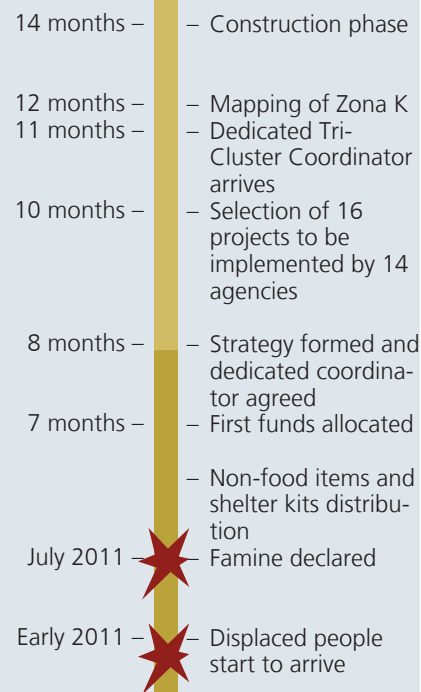 14 months – – Construction phase
12 months – – Mapping of Zona K
11 months – – Dedicated Tri-
Cluster Coordinator
arrives
10 months – – Selection of 16
projects to be
implemented by 14
agencies
8 months – – Strategy formed and
dedicated coordina-
tor agreed
7 months – – First funds allocated
– Non-food items and
shelter kits distribu-
tion
July 2011 – – Famine declared
Early 2011 – – Displaced people
start to arrive